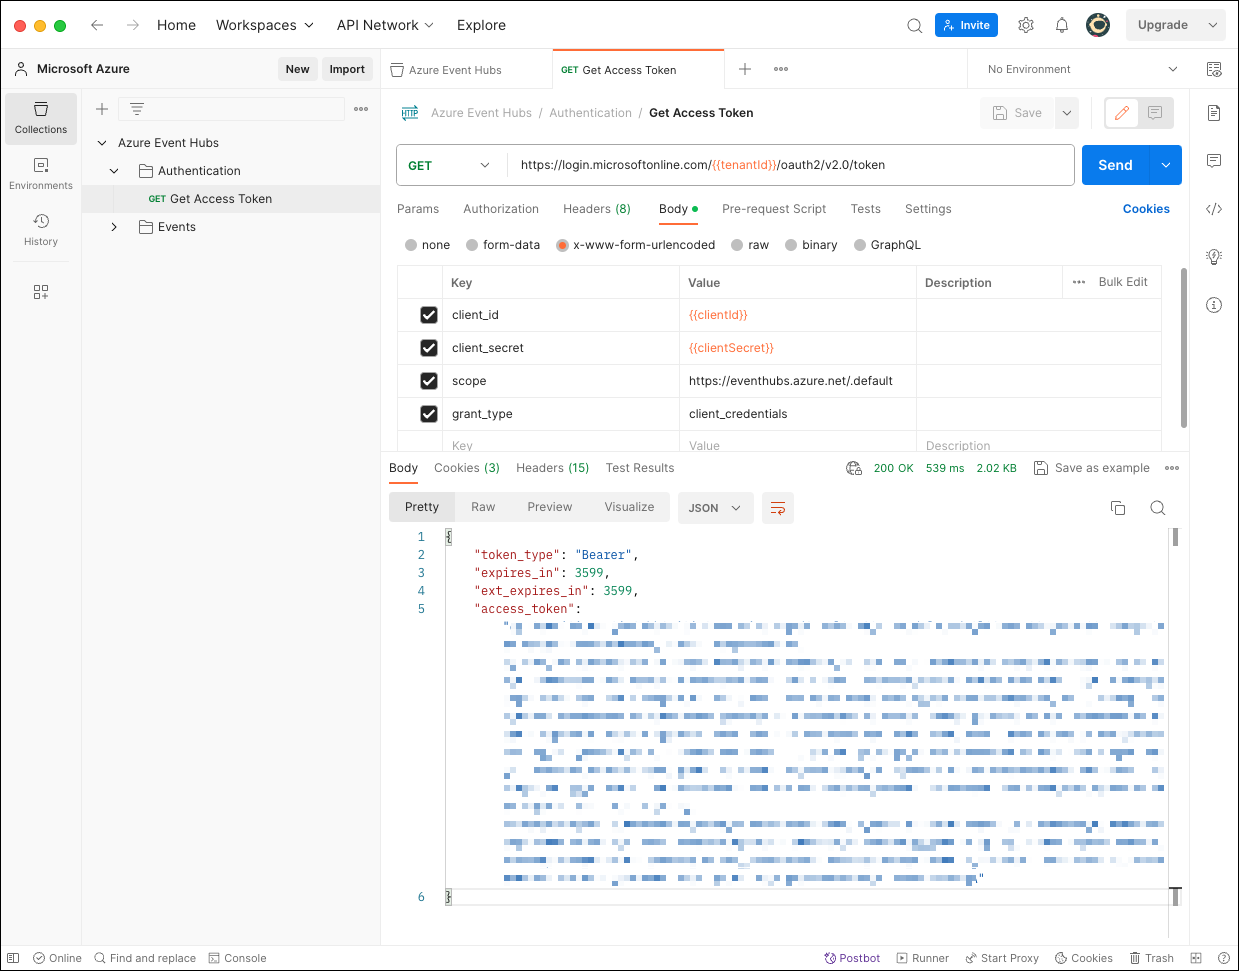 Home Workspaces API Network Explore Invite Upgrade
Microsoft Azure New Import Azure Event Hubs GET Get Access Token No Environment
Collections
Environments
History
Azure Event Hubs
Authentication
GET Get Access Token
Events
HTTP Azure Event Hubs / Authentication / Get Access Token Save
GET https://login.microsoftonline.com/{{tenantId}}/oauth2/v2.0/token Send
Params Authorization Headers (8) Body Pre-request Script Tests Settings Cookies
none form-data x-www-form-urlencoded raw binary GraphQL
Key Value Description Bulk Edit
client_id {{clientId}}
client_secret {{clientSecret}}
scope https://eventhubs.azure.net/.default
grant_type client_credentials
Key Value Description
Body Cookies (3) Headers (15) Test Results 200 OK 539 ms 2.02 KB Save as example
Pretty Raw Preview Visualize JSON
1 {
2 "token_type": "Bearer",
3 "expires_in": 3599,
4 "ext_expires_in": 3599,
5 "access_token":
6 }
Online Find and replace Console Postbot Runner Start Proxy Cookies Trash